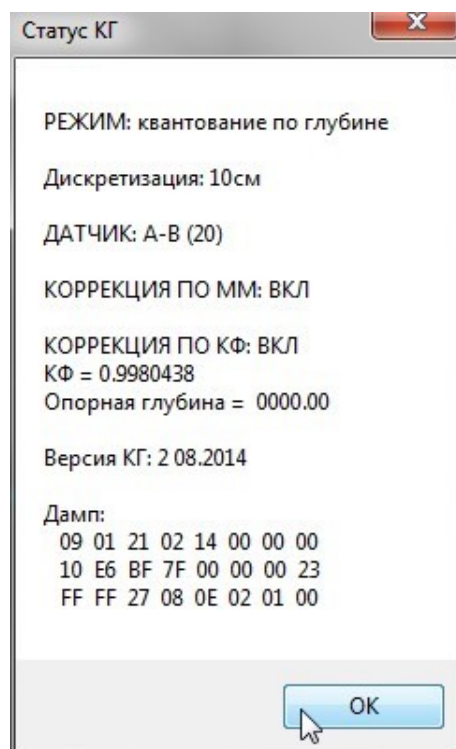 Статус КГ
РЕЖИМ: квантование по глубине
Дискретизация: 10см
ДАТЧИК: А-В (20)
КОРРЕКЦИЯ ПО ММ: ВКЛ
КОРРЕКЦИЯ ПО КФ: ВКЛ
КФ = 0.9980438
Опорная глубина = 0000.00
Версия КГ: 2 08.2014
Дамп:
09 01 21 02 14 00 00 00
10 E6 BF 7F 00 00 00 23
FF FF 27 08 0E 02 01 00
ОК